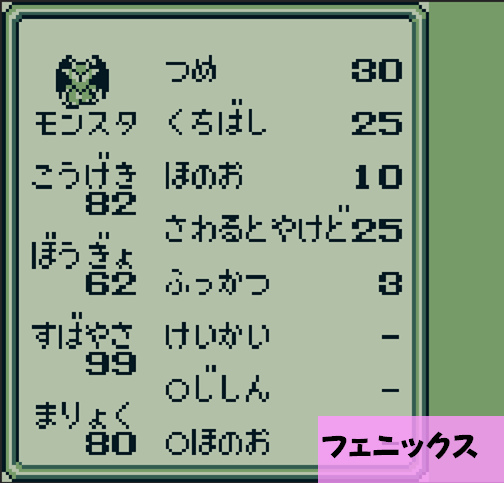 つめ 30
モンスタ くちばし 25
こうげき 82 ほのお 10
さわるとやけど 25
ぼうぎょ 62 ふっかつ 3
すばやさ 99 けいかい -
○じしん -
まりょく 80 ○ほのお
フェニックス